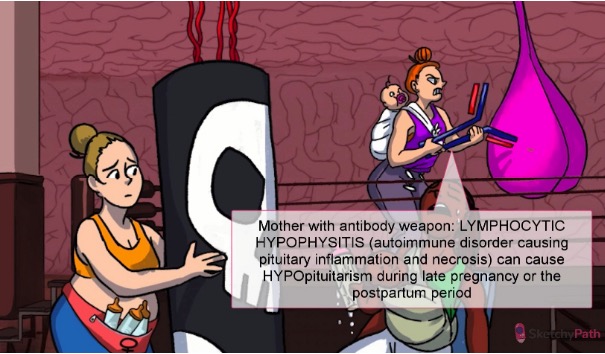 Mother with antibody weapon: LYMPHOCYTIC
HYPOPHYSITIS (autoimmune disorder causing
pituitary inflammation and necrosis) can cause
HYPOpituitarism during late pregnancy or the
postpartum period
SketchyPath